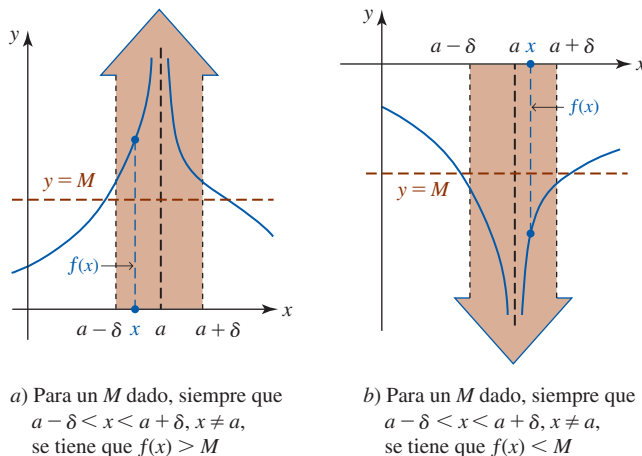 y
y = M
f(x)
a – δ x a a + δ
x
a) Para un M dado, siempre que
a – δ < x < a + δ, x ≠ a,
se tiene que f(x) > M
y
a – δ a x a + δ
x
f(x)
y = M
b) Para un M dado, siempre que
a – δ < x < a + δ, x ≠ a,
se tiene que f(x) < M